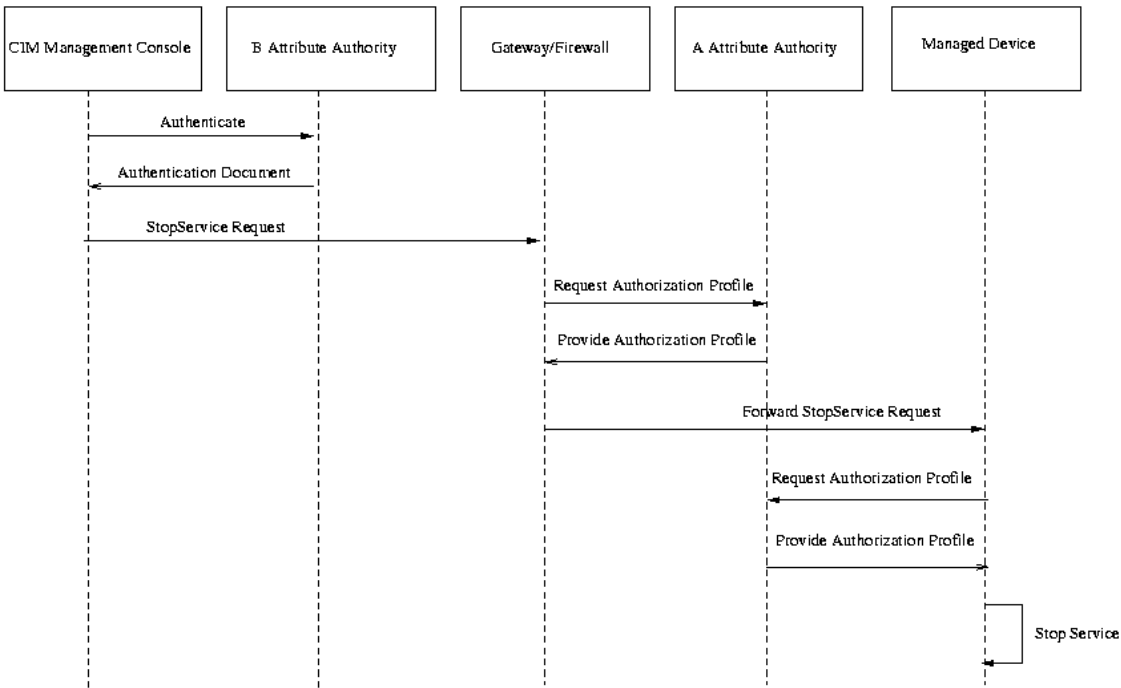 CIM Management Console
B Attribute Authority
Gateway/Firewall
A Attribute Authority
Managed Device
Authenticate
Authentication Document
StopService Request
Request Authorization Profile
Provide Authorization Profile
Forward StopService Request
Request Authorization Profile
Provide Authorization Profile
Stop Service